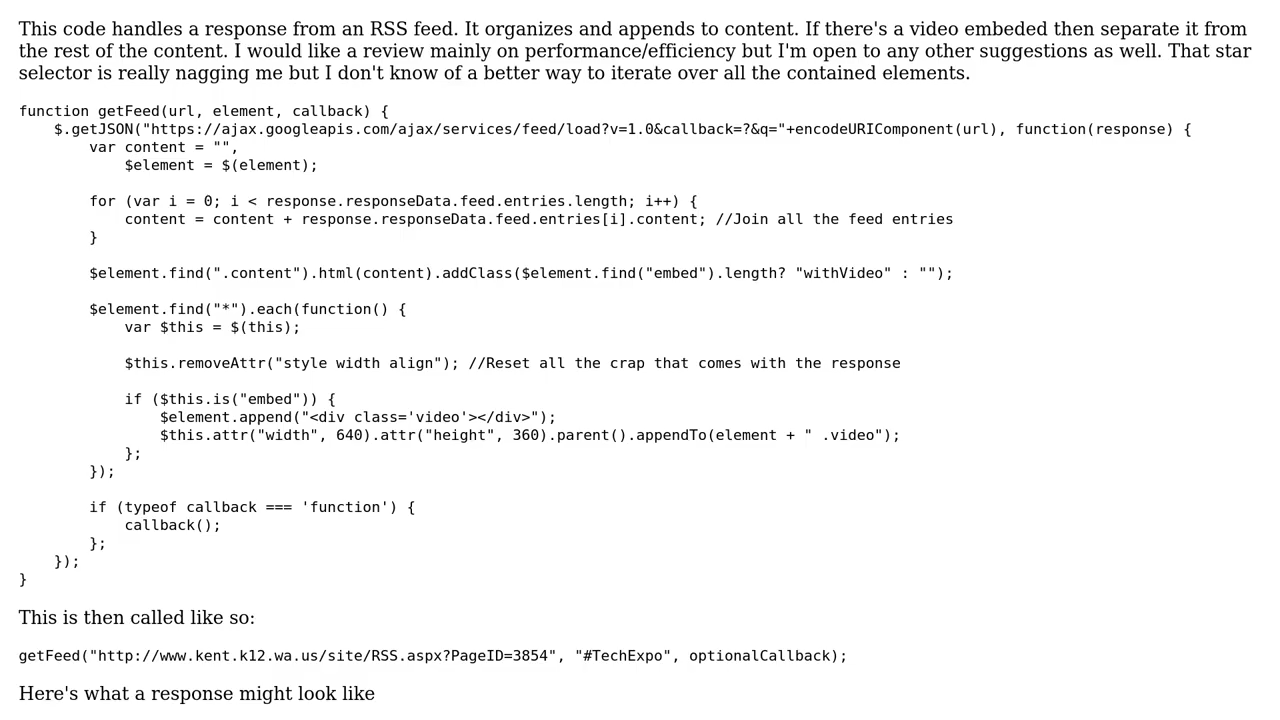 This code handles a response from an RSS feed. It organizes and appends to content. If there's a video embeded then separate it from
the rest of the content. I would like a review mainly on performance/efficiency but I'm open to any other suggestions as well. That star
selector is really nagging me but I don't know of a better way to iterate over all the contained elements.
function getFeed(url, element, callback) {
    $.getJSON("https://ajax.googleapis.com/ajax/services/feed/load?v=1.0&callback=?&q="+encodeURIComponent(url), function(response) {
        var content = "",
            $element = $(element);
        for (var i = 0; i < response.responseData.feed.entries.length; i++) {
            content = content + response.responseData.feed.entries[i].content; //Join all the feed entries
        }
        $element.find(".content").html(content).addClass($element.find("embed").length? "withVideo" : "");
        $element.find("*").each(function() {
            var $this = $(this);
            $this.removeAttr("style width align"); //Reset all the crap that comes with the response
            if ($this.is("embed")) {
                $element.append("<div class='video'></div>");
                $this.attr("width", 640).attr("height", 360).parent().appendTo(element + " .video");
            };
        });
        if (typeof callback === 'function') {
            callback();
        };
    });
}
This is then called like so:
getFeed("http://www.kent.k12.wa.us/site/RSS.aspx?PageID=3854", "#TechExpo", optionalCallback);
Here's what a response might look like